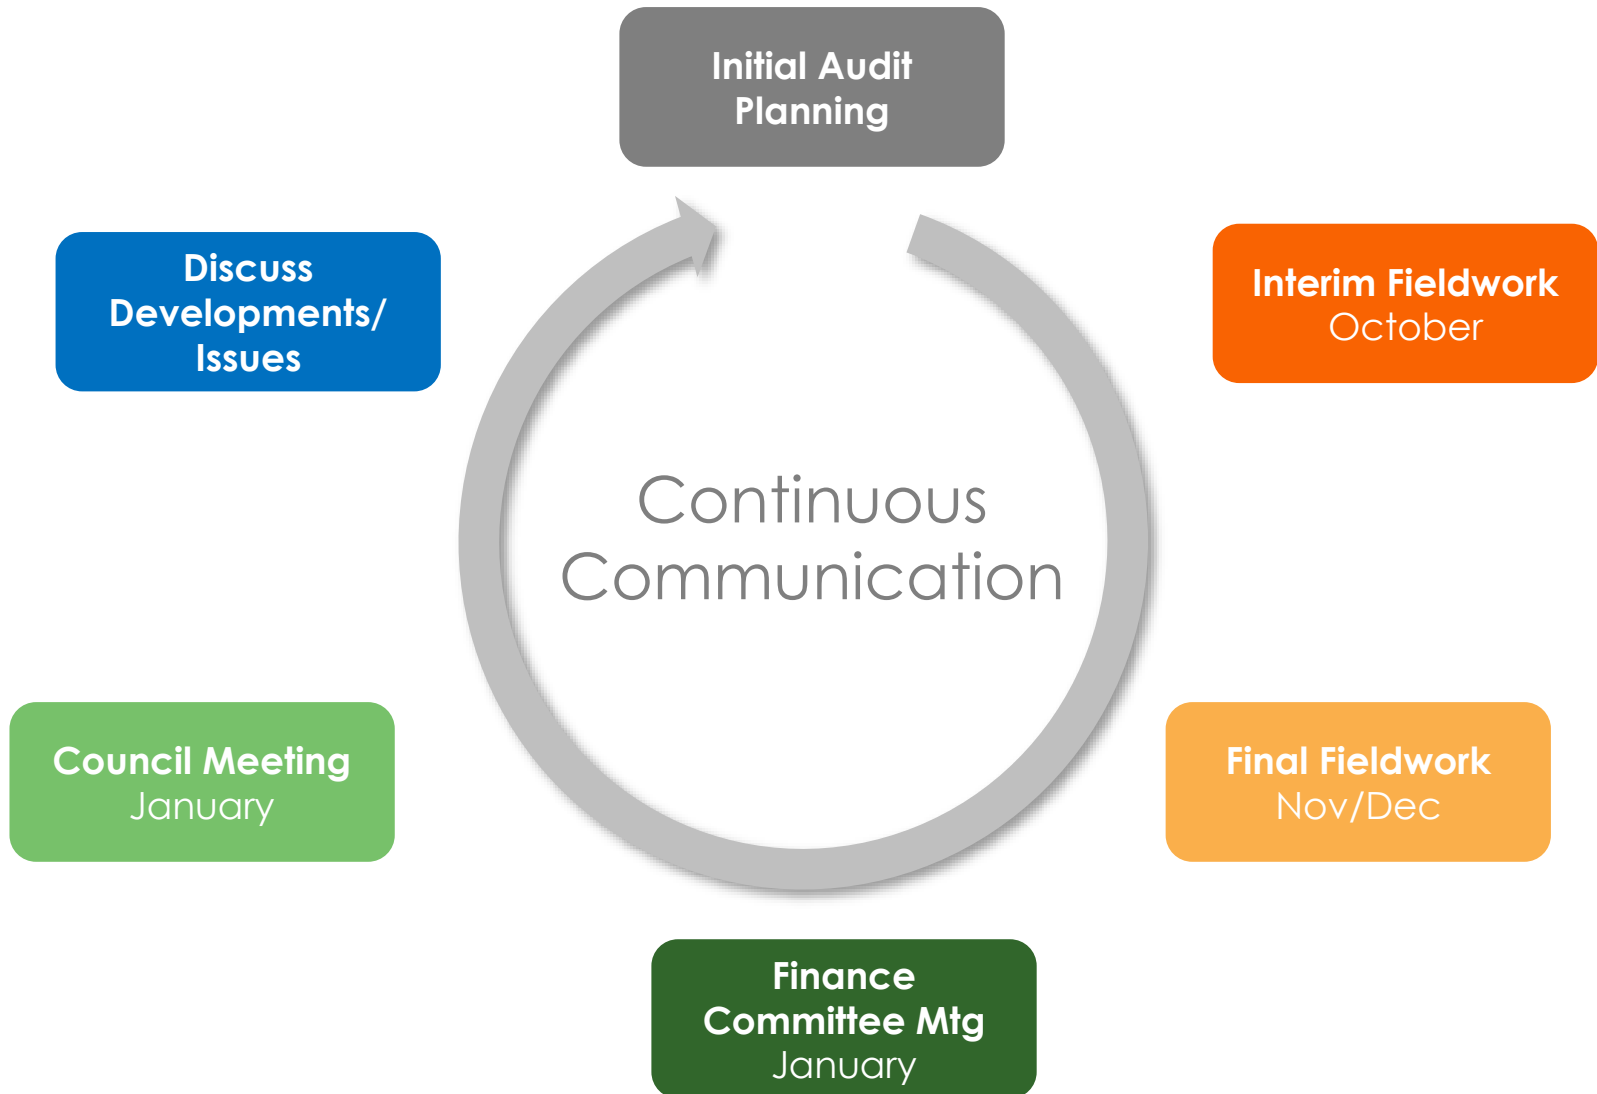 Initial Audit
Planning
Discuss
Developments/
Issues
Interim Fieldwork
October
Continuous
Communication
Council Meeting
January
Final Fieldwork
Nov/Dec
Finance
Committee Mtg
January